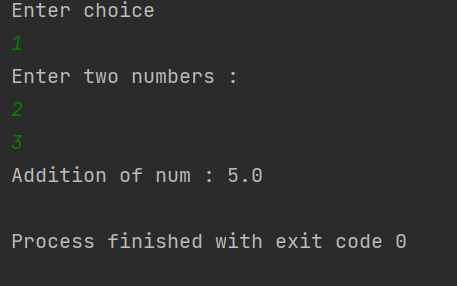 Enter choice
1
Enter two numbers :
2
3
Addition of num : 5.0
Process finished with exit code 0